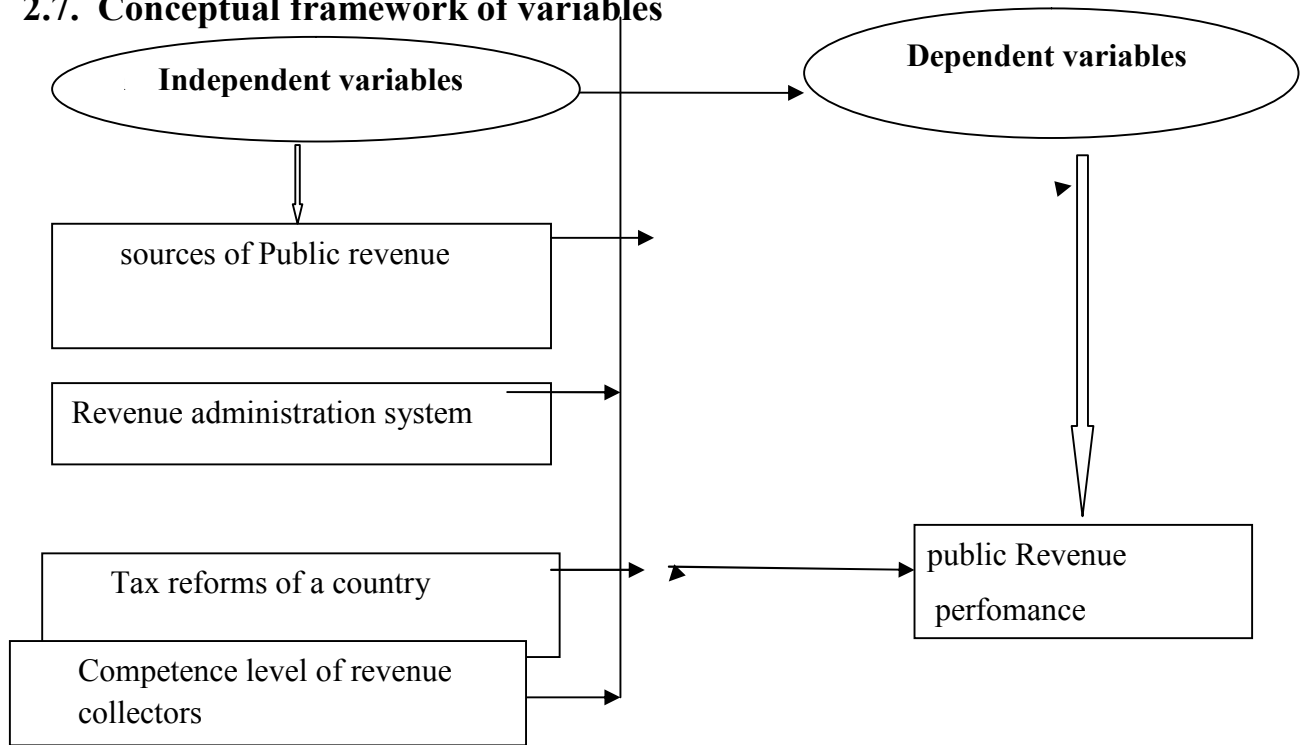 2.7. Conceptual framework of variables
Independent variables
Dependent variables
sources of Public revenue
Revenue administration system
Tax reforms of a country
Competence level of revenue
collectors
public Revenue
perfomance